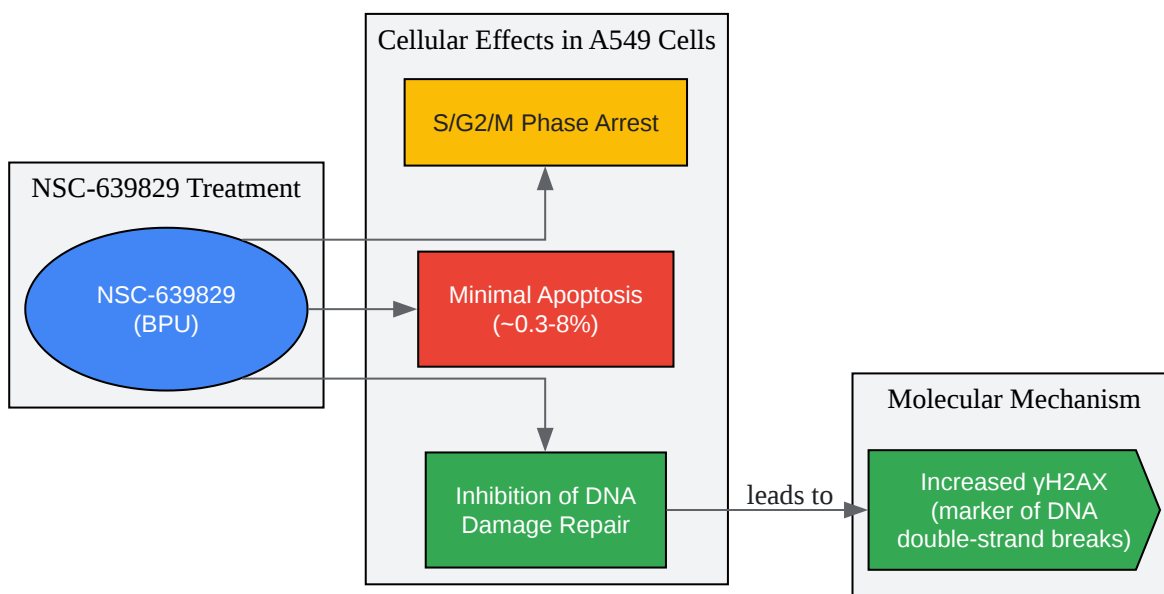 NSC-639829 Treatment
NSC-639829
(BPU)
Cellular Effects in A549 Cells
S/G2/M Phase Arrest
Minimal Apoptosis
(~0.3-8%)
Inhibition of DNA
Damage Repair
leads to
Molecular Mechanism
Increased γH2AX
(marker of DNA
double-strand breaks)